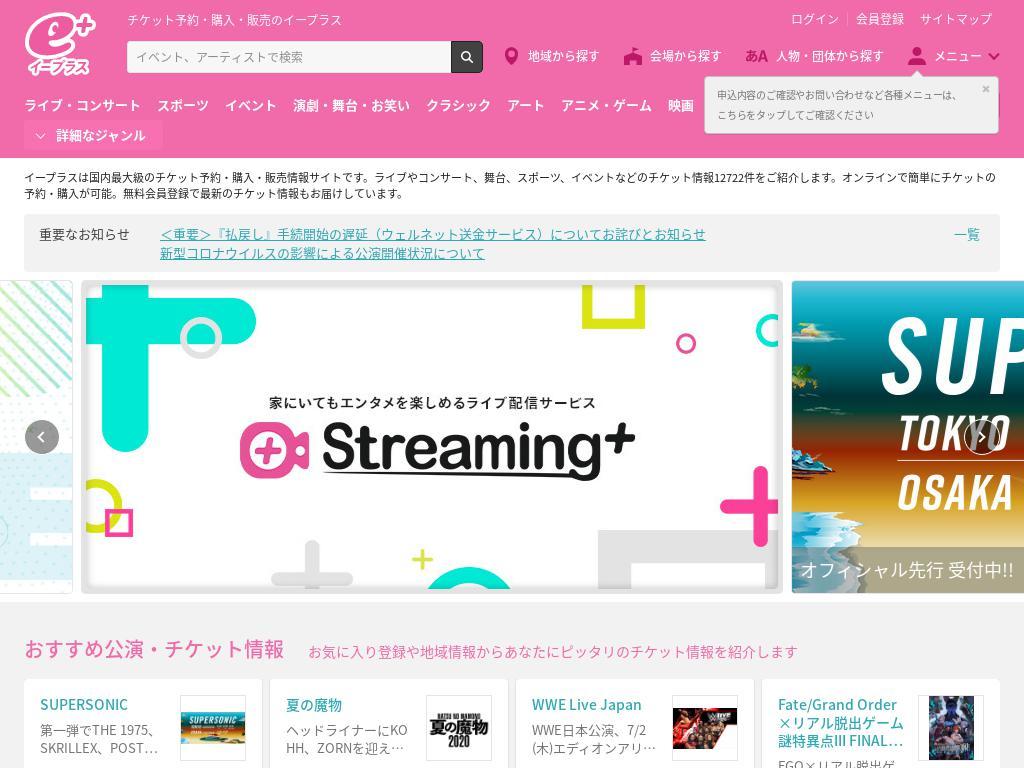 チケット予約・購入・販売のイープラス
ログイン
会員登録
サイトマップ
e+
イープラス
イベント、アーティストで検索
地域から探す
会場から探す
あA 人物・団体から探す
メニュー
ライブ・コンサート
スポーツ
イベント
演劇・舞台・お笑い
クラシック
アート
アニメ・ゲーム
映画
申込内容のご確認やお問い合わせなど各種メニューは、
こちらをタップしてご確認ください
詳細なジャンル
イープラスは国内最大級のチケット予約・購入・販売情報サイトです。ライブやコンサート、舞台、スポーツ、イベントなどのチケット情報12722件をご紹介します。オンラインで簡単にチケットの
予約・購入が可能。無料会員登録で最新のチケット情報もお届けしています。
重要なお知らせ
＜重要＞『払戻し』手続開始の遅延（ウェルネット送金サービス）についてお詫びとお知らせ
一覧
新型コロナウイルスの影響による公演開催状況について
家にいてもエンタメを楽しめるライブ配信サービス
Streaming+
SUP
TOKYO
OSAKA
オフィシャル先行 受付中!!
おすすめ公演・チケット情報
お気に入り登録や地域情報からあなたにピッタリのチケット情報を紹介します
SUPERSONIC
第一弾でTHE 1975、
SKRILLEX、POST…
SUPERSONIC
夏の魔物
ヘッドライナーにKO
HH、ZORNを迎え…
夏の魔物
2020
WWE Live Japan
WWE日本公演、7/2
(木)エディオンアリ…
Fate/Grand Order
×リアル脱出ゲーム
謎特異点III FINAL…
FGO×リアル脱出ゲ